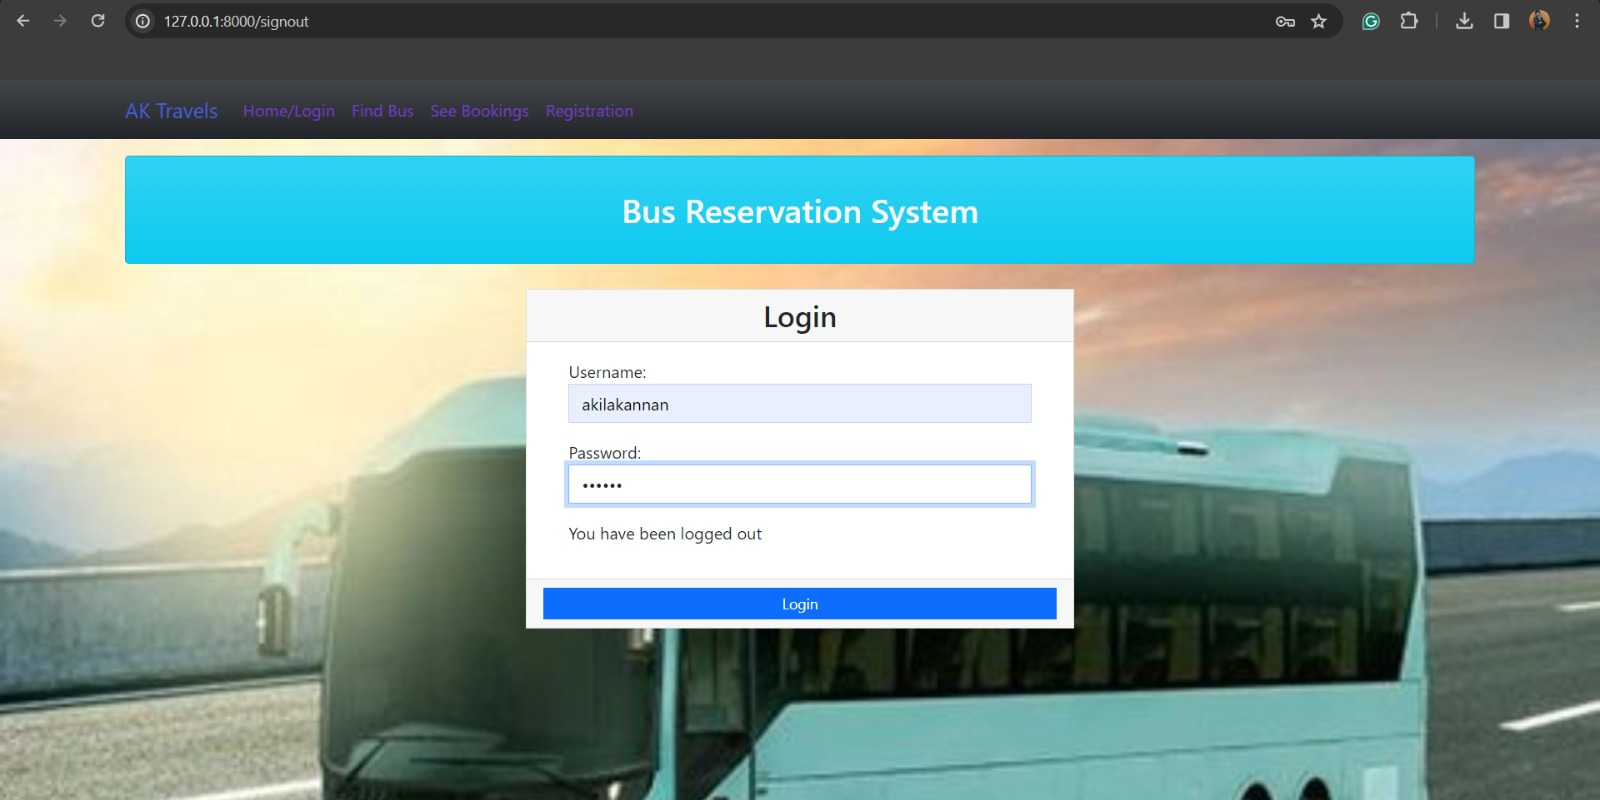 127.0.0.1:8000/signout
AK Travels Home/Login Find Bus See Bookings Registration
Bus Reservation System
Login
Username:
akilakannan
Password:
••••••
You have been logged out
Login